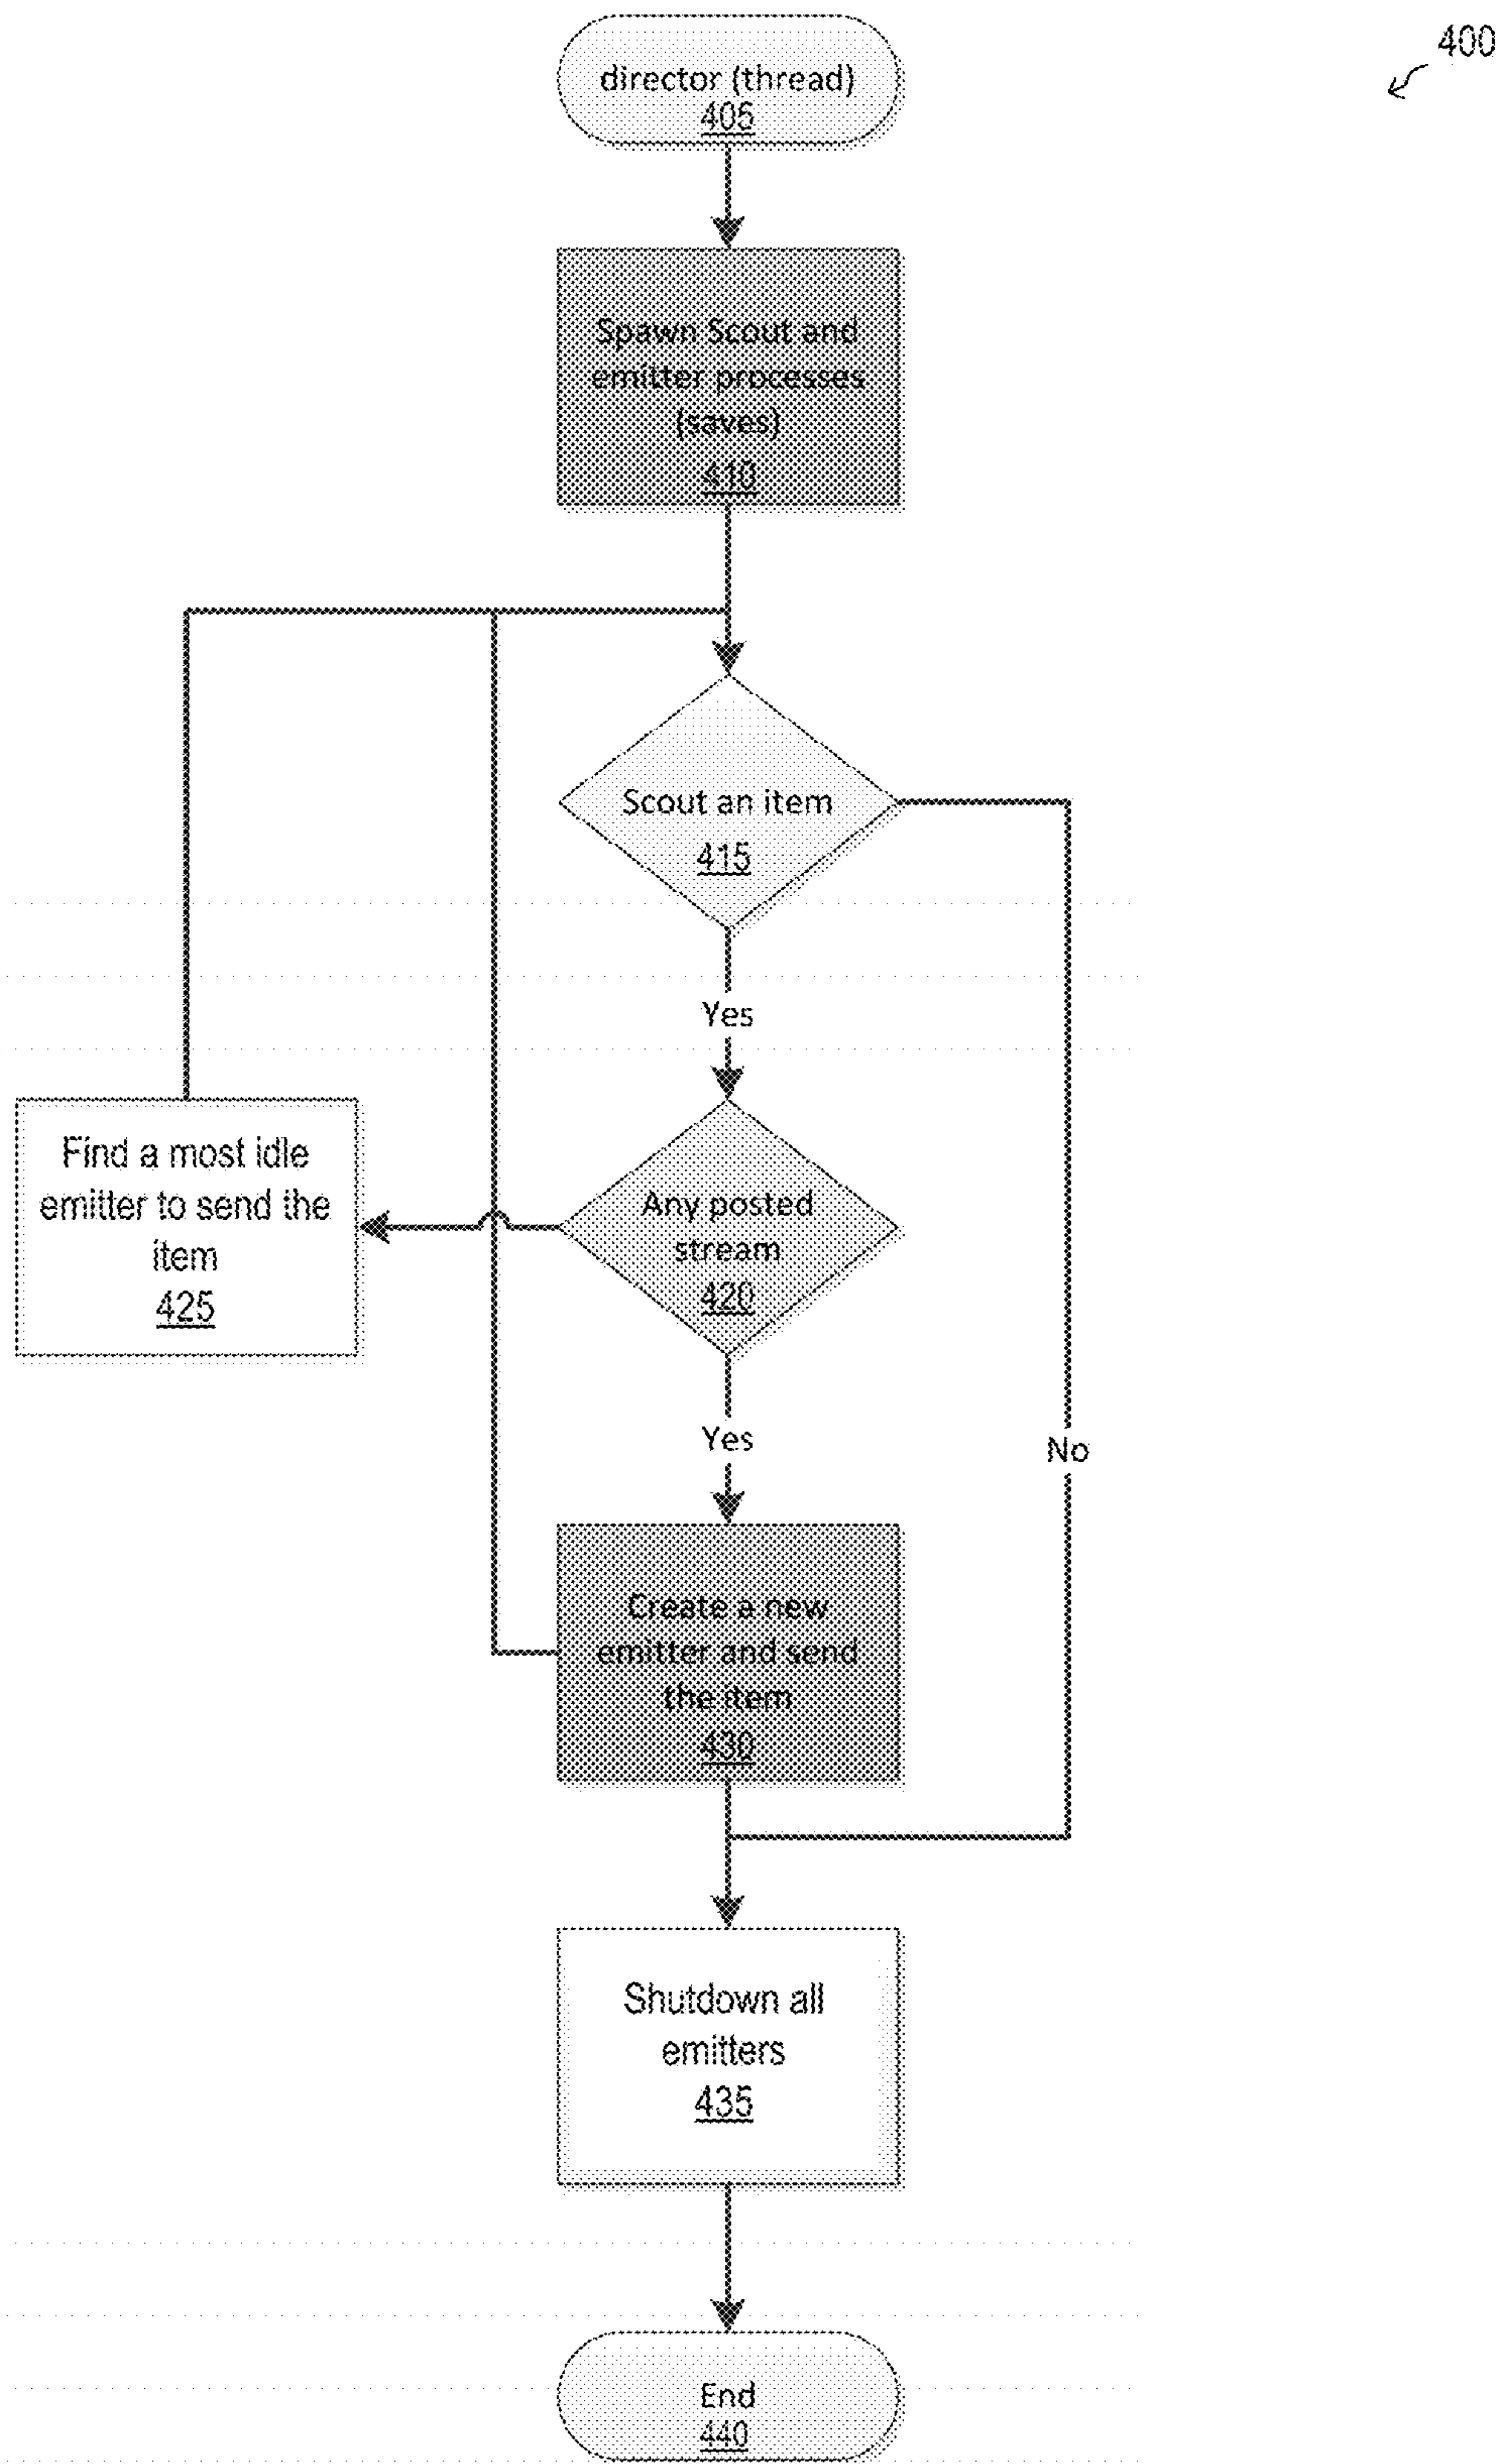 400
director (thread)
405
Spawn Scout and
emitter processes
(saves)
410
Scout an item
415
Yes
Find a most idle
emitter to send the
item
425
Any posted
stream
420
Yes
No
Create a new
emitter and send
the item
430
Shutdown all
emitters
435
End
440